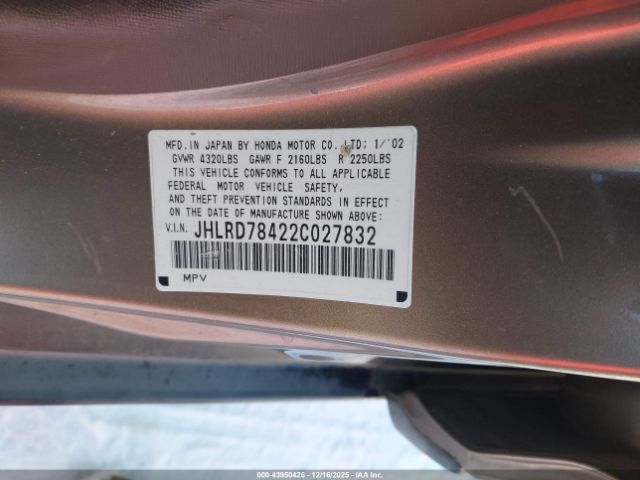 MFD. IN JAPAN BY HONDA MOTOR CO. LTD; 1/'02
GVWR 4320LBS GAWR F 2160LBS R 2250LBS
THIS VEHICLE CONFORMS TO ALL APPLICABLE
FEDERAL MOTOR VEHICLE SAFETY,
AND THEFT PREVENTION STANDARDS IN EFFECT
ON THE DATE OF MANUFACTURE SHOWN ABOVE:
V.I.N. JHLRD78422C027832
MPV
000-43950426 - 12/16/2025 - IAA.com